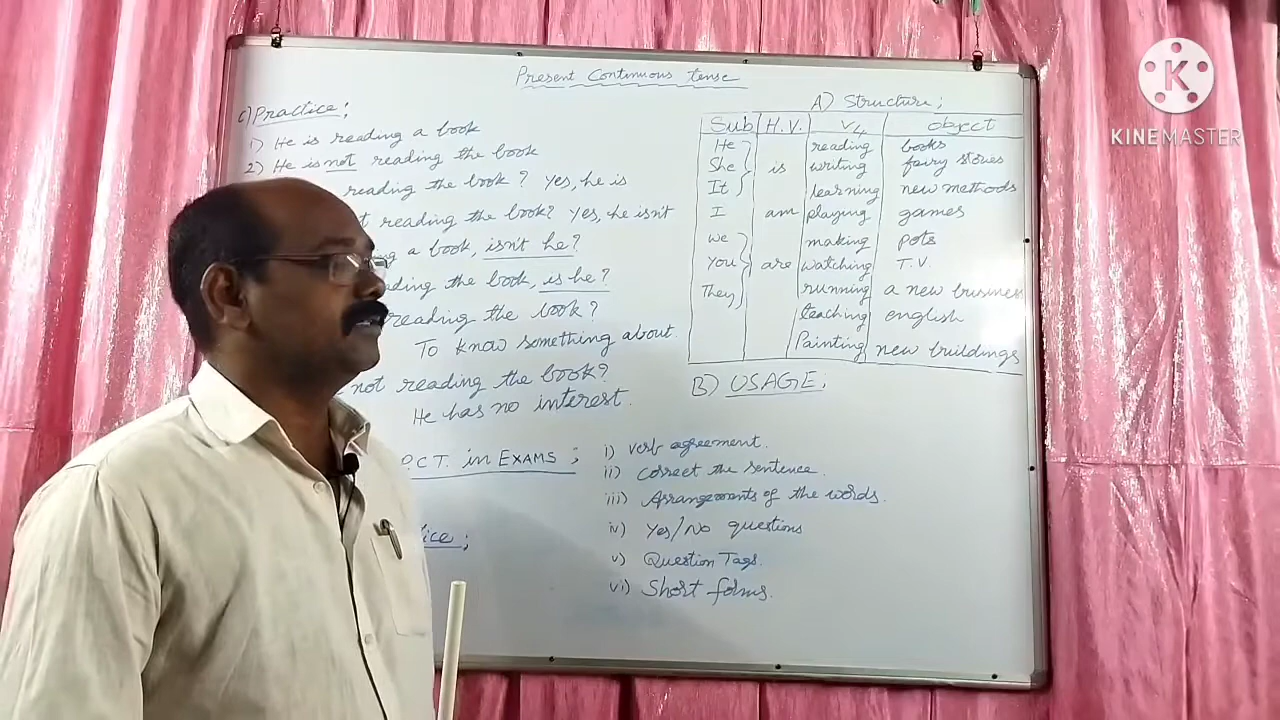 Present Continuous tense
C) Practice;
1) He is reading a book
2) He is not reading the book
reading the book? Yes, he is
reading the book? Yes, he isn't
a book, isn't he?
the book, is he?
reading the book?
To know something about.
not reading the book?
He has no interest.
P.C.T. in EXAMS;
A) Structure;
Sub H.V. V4 object
He reading books
She is writing fairy stories
It learning new methods
I am playing games
We making pots
You are watching T.V.
They running a new business
teaching english
Painting new buildings
B) USAGE;
i) verb agreement.
ii) correct the sentence.
iii) Arrangements of the words.
iv) Yes/No questions
v) Question Tags.
vi) Short forms.
K
KINEMASTER